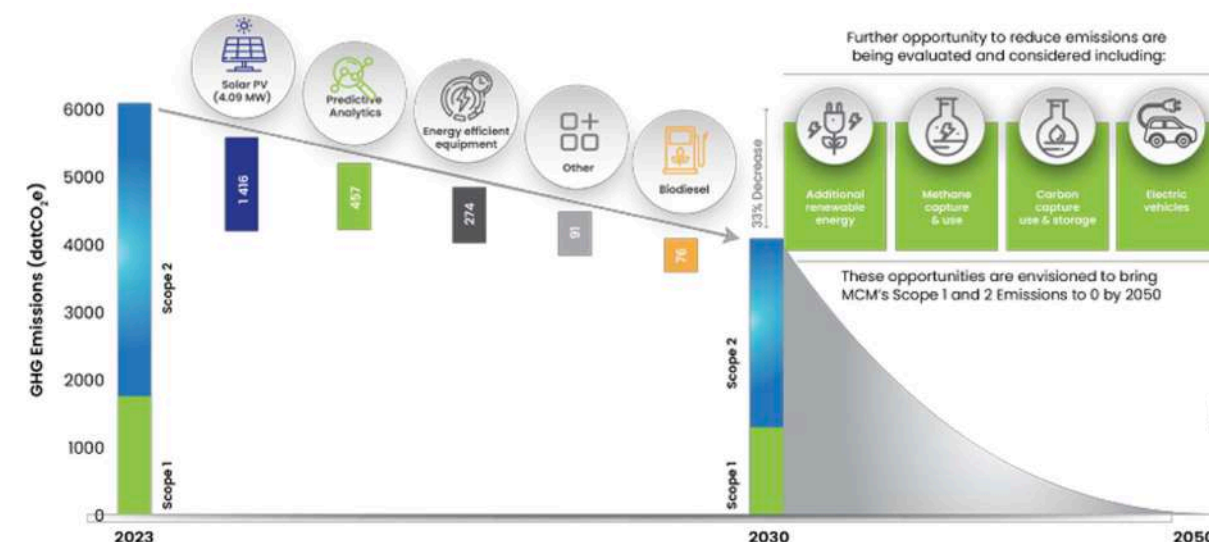 Further opportunity to reduce emissions are
being evaluated and considered including:
Solar PV
(4.09 MW)
Predictive
Analytics
Energy efficient
equipment
Other
Biodiesel
GHG Emissions (datCO₂e)
6000
5000
4000
3000
2000
1000
0
Scope 2
Scope 1
1 416
457
274
91
76
33% Decrease
Scope 2
Scope 1
Additional
renewable
energy
Methane
capture
& use
Carbon
capture
use & storage
Electric
vehicles
These opportunities are envisioned to bring
MCM's Scope 1 and 2 Emissions to 0 by 2050
2023
2030
2050